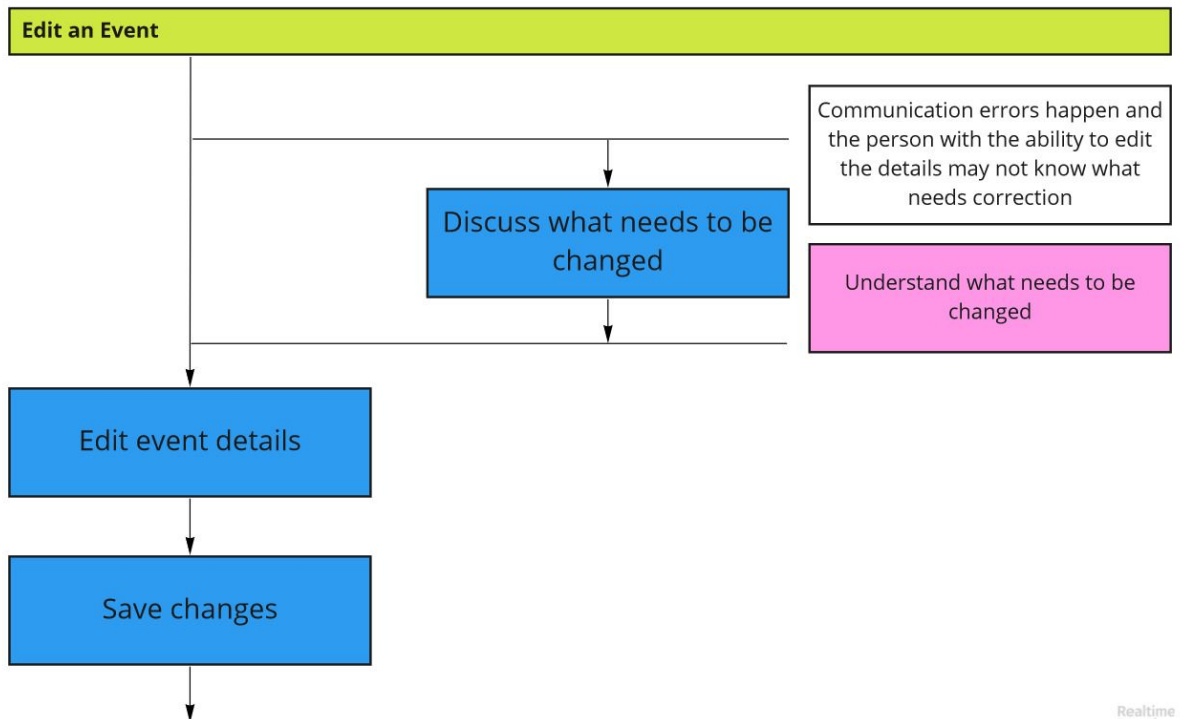 Edit an Event
Communication errors happen and
the person with the ability to edit
the details may not know what
needs correction
Discuss what needs to be
changed
Understand what needs to be
changed
Edit event details
Save changes
Realtime